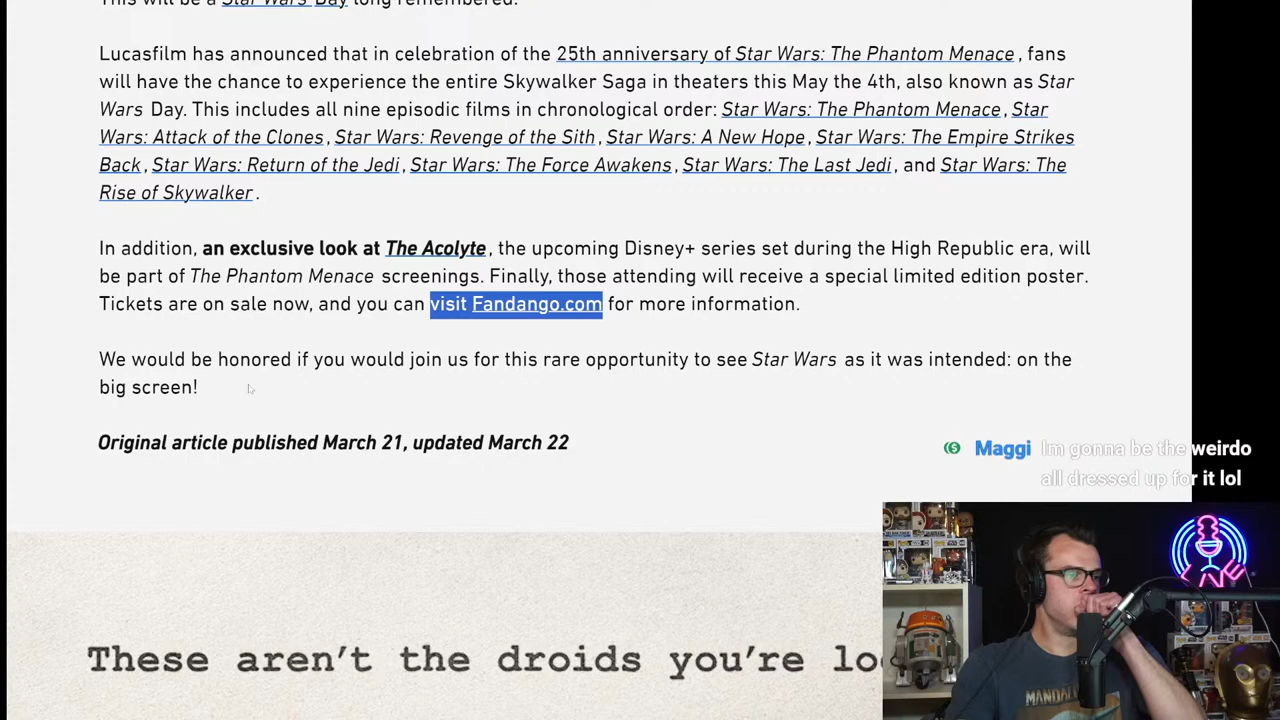 This will be a Star Wars Day long remembered.
Lucasfilm has announced that in celebration of the 25th anniversary of Star Wars: The Phantom Menace, fans
will have the chance to experience the entire Skywalker Saga in theaters this May the 4th, also known as Star
Wars Day. This includes all nine episodic films in chronological order: Star Wars: The Phantom Menace, Star
Wars: Attack of the Clones, Star Wars: Revenge of the Sith, Star Wars: A New Hope, Star Wars: The Empire Strikes
Back, Star Wars: Return of the Jedi, Star Wars: The Force Awakens, Star Wars: The Last Jedi, and Star Wars: The
Rise of Skywalker.
In addition, an exclusive look at The Acolyte, the upcoming Disney+ series set during the High Republic era, will
be part of The Phantom Menace screenings. Finally, those attending will receive a special limited edition poster.
Tickets are on sale now, and you can visit Fandango.com for more information.
We would be honored if you would join us for this rare opportunity to see Star Wars as it was intended: on the
big screen!
Original article published March 21, updated March 22
Maggi Im gonna be the weirdo
all dressed up for it lol
These aren't the droids you're lo
MANDAL